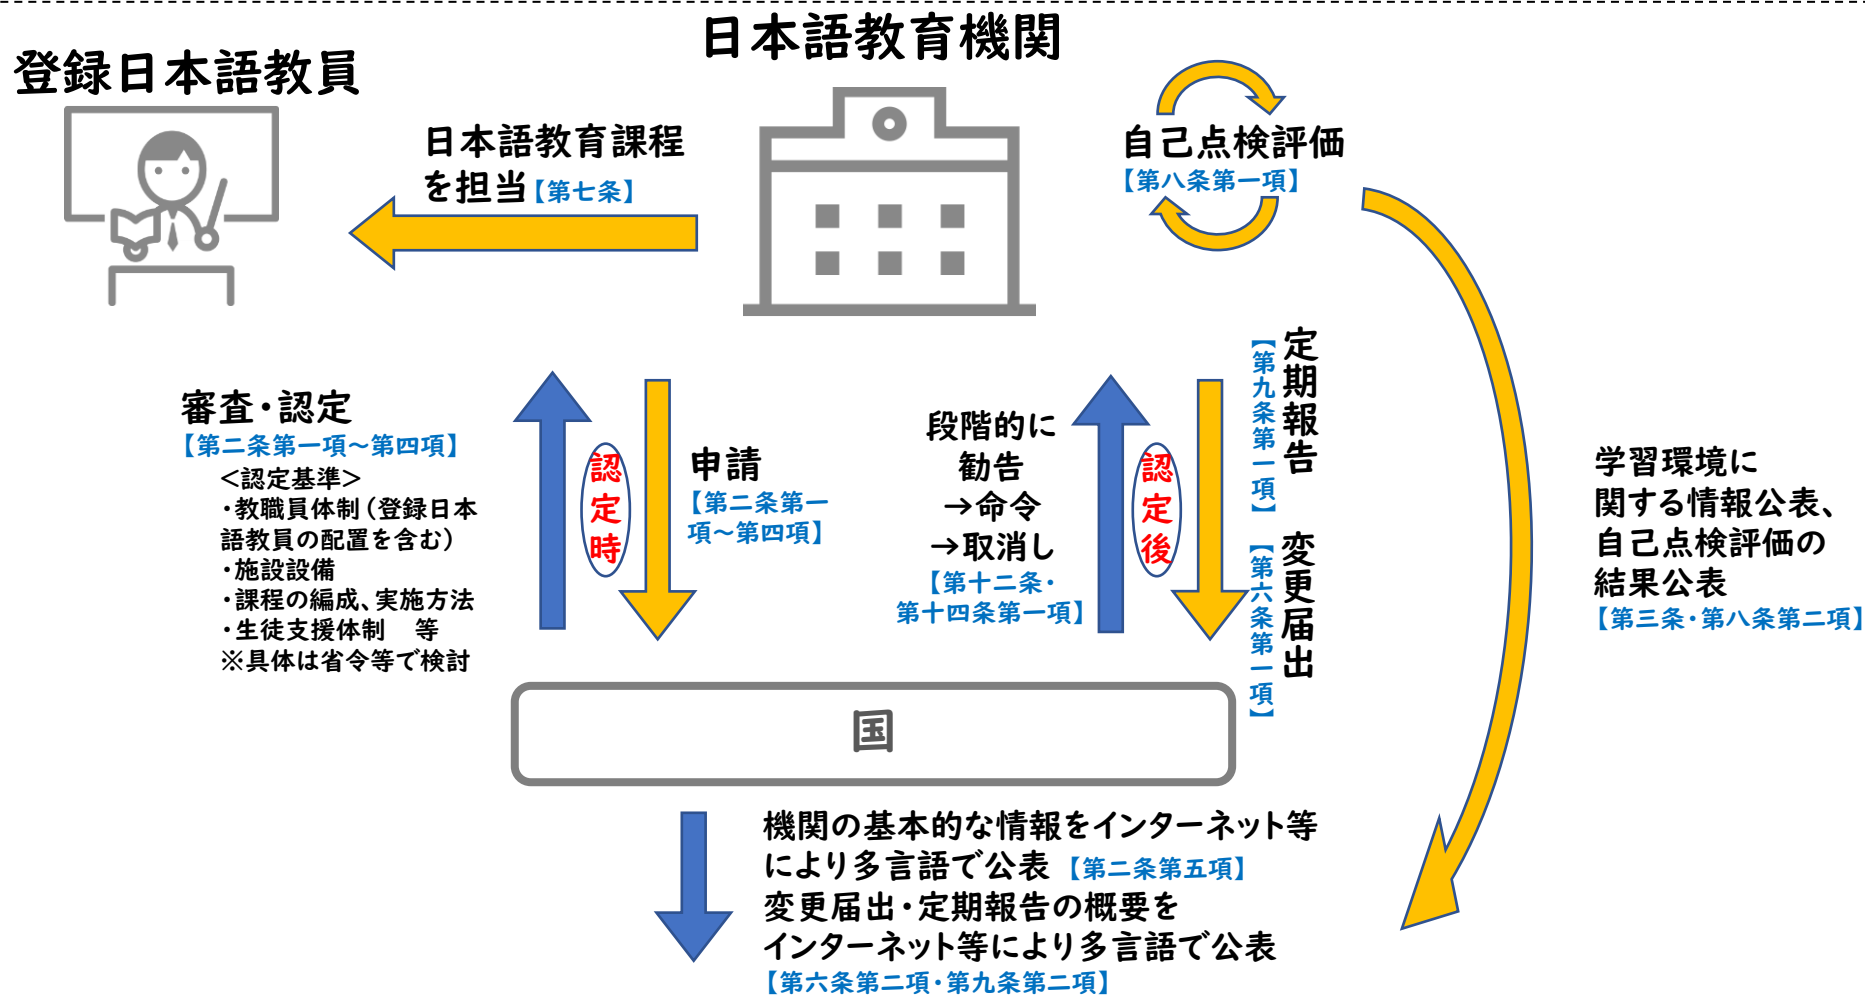 日本語教育機関
登録日本語教員
日本語教育課程
を担当【第七条】
自己点検評価
【第八条第一項】
審査・認定
【第二条第一項～第四項】
<認定基準>
・教職員体制（登録日本
語教員の配置を含む）
・施設設備
・課程の編成、実施方法
・生徒支援体制　等
※具体は省令等で検討
認定時
申請
【第二条第一
項～第四項】
段階的に
勧告
→命令
→取消し
【第十二条・
第十四条第一項】
認定後
定期報告
【第九条第一項】
変更届出
【第六条第一項】
学習環境に
関する情報公表、
自己点検評価の
結果公表
【第三条・第八条第二項】
国
機関の基本的な情報をインターネット等
により多言語で公表【第二条第五項】
変更届出・定期報告の概要を
インターネット等により多言語で公表
【第六条第二項・第九条第二項】